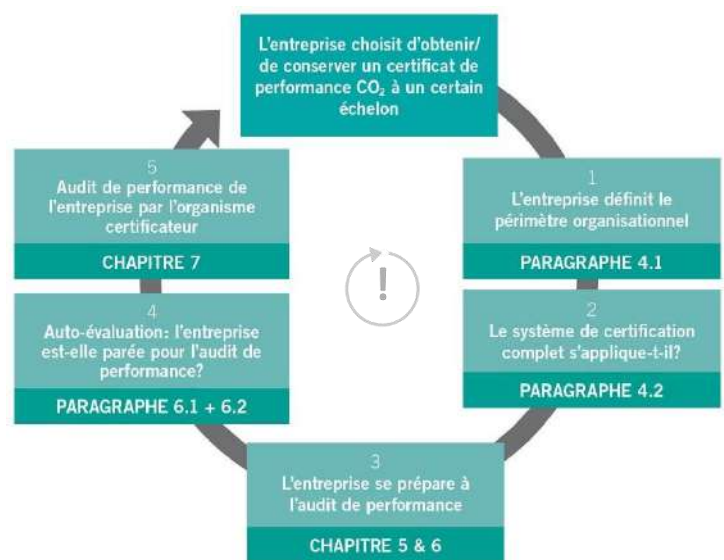 L'entreprise choisit d'obtenir/
de conserver un certificat de
performance CO₂ à un certain
échelon
1
L'entreprise définit le
périmètre organisationnel
PARAGRAPHE 4.1
2
Le système de certification
complet s'applique-t-il?
PARAGRAPHE 4.2
3
L'entreprise se prépare à
l'audit de performance
CHAPITRE 5 & 6
4
Auto-évaluation: l'entreprise
est-elle parée pour l'audit de
performance?
PARAGRAPHE 6.1 + 6.2
5
Audit de performance de
l'entreprise par l'organisme
certificateur
CHAPITRE 7
!